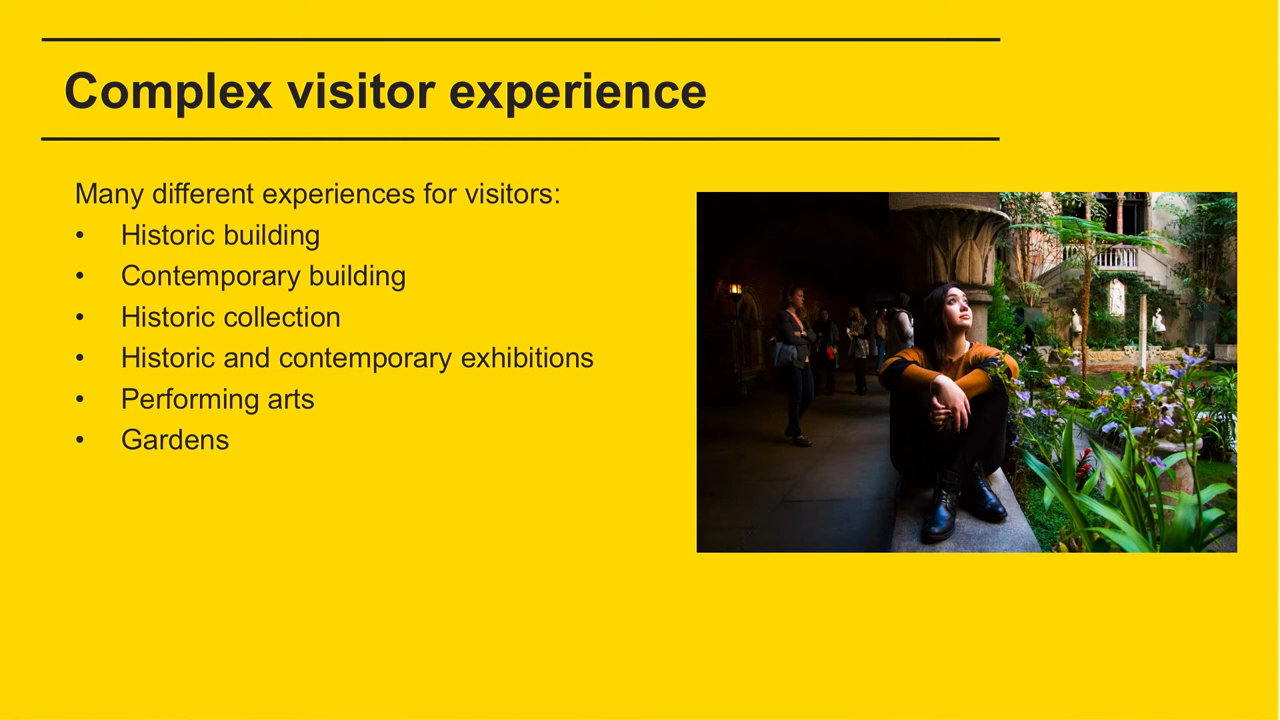 Complex visitor experience
Many different experiences for visitors:
• Historic building
• Contemporary building
• Historic collection
• Historic and contemporary exhibitions
• Performing arts
• Gardens